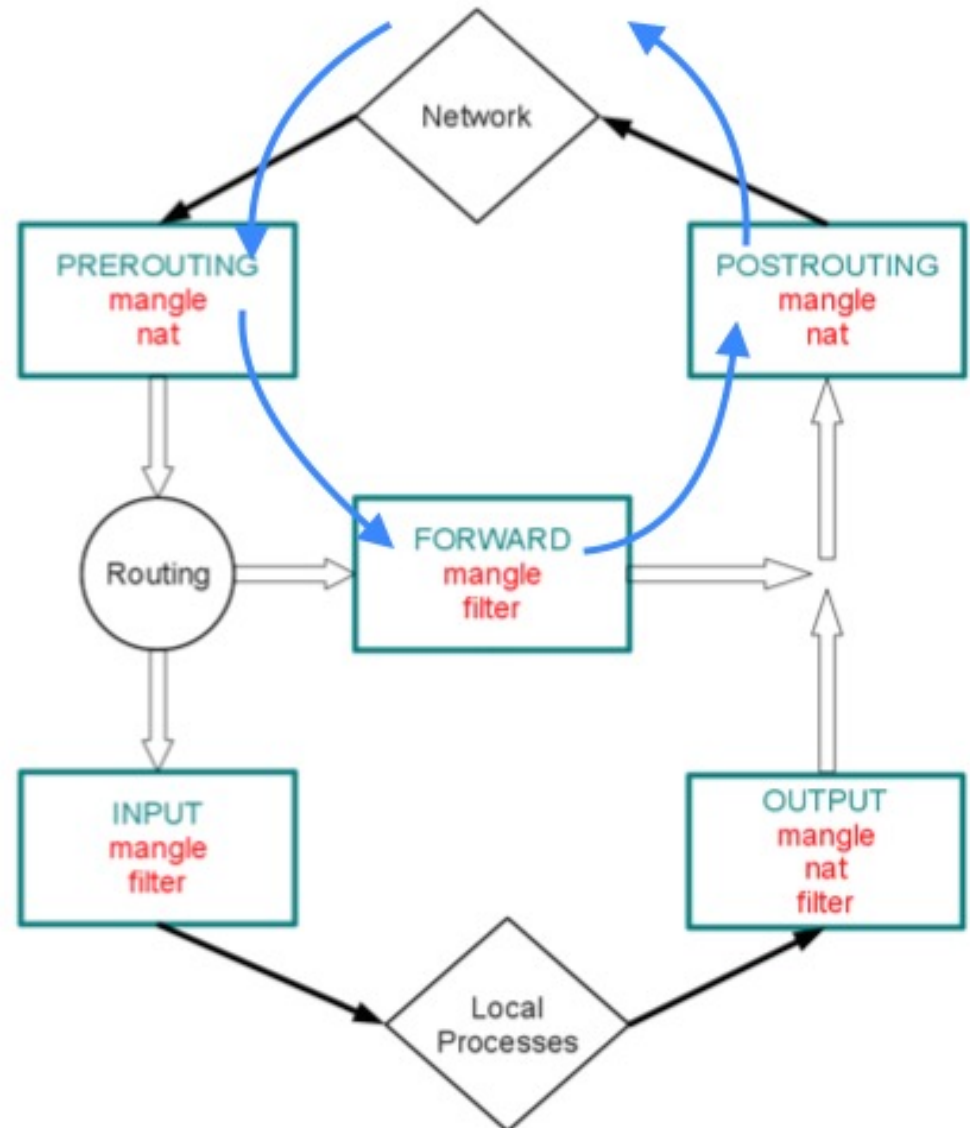 Network
PREROUTING
mangle
nat
POSTROUTING
mangle
nat
Routing
FORWARD
mangle
filter
INPUT
mangle
filter
OUTPUT
mangle
nat
filter
Local
Processes